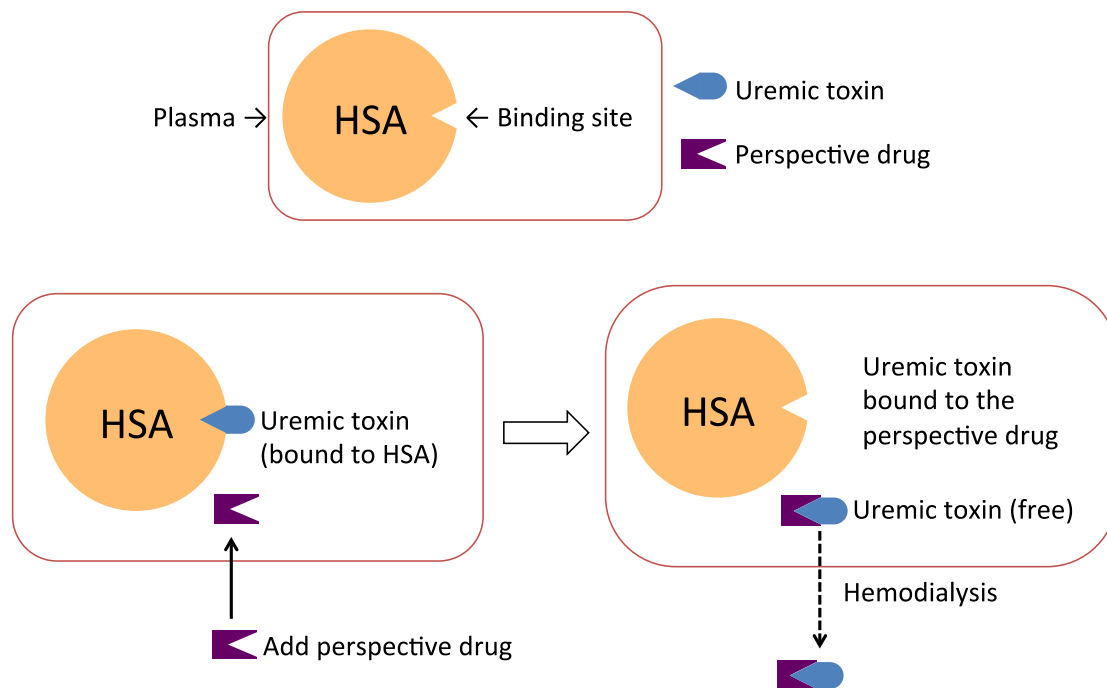 Uremic toxin
Plasma → HSA ← Binding site
Perspective drug
Uremic toxin
bound to the
perspective drug
HSA
Uremic toxin
(bound to HSA)
HSA
Uremic toxin (free)
Hemodialysis
Add perspective drug